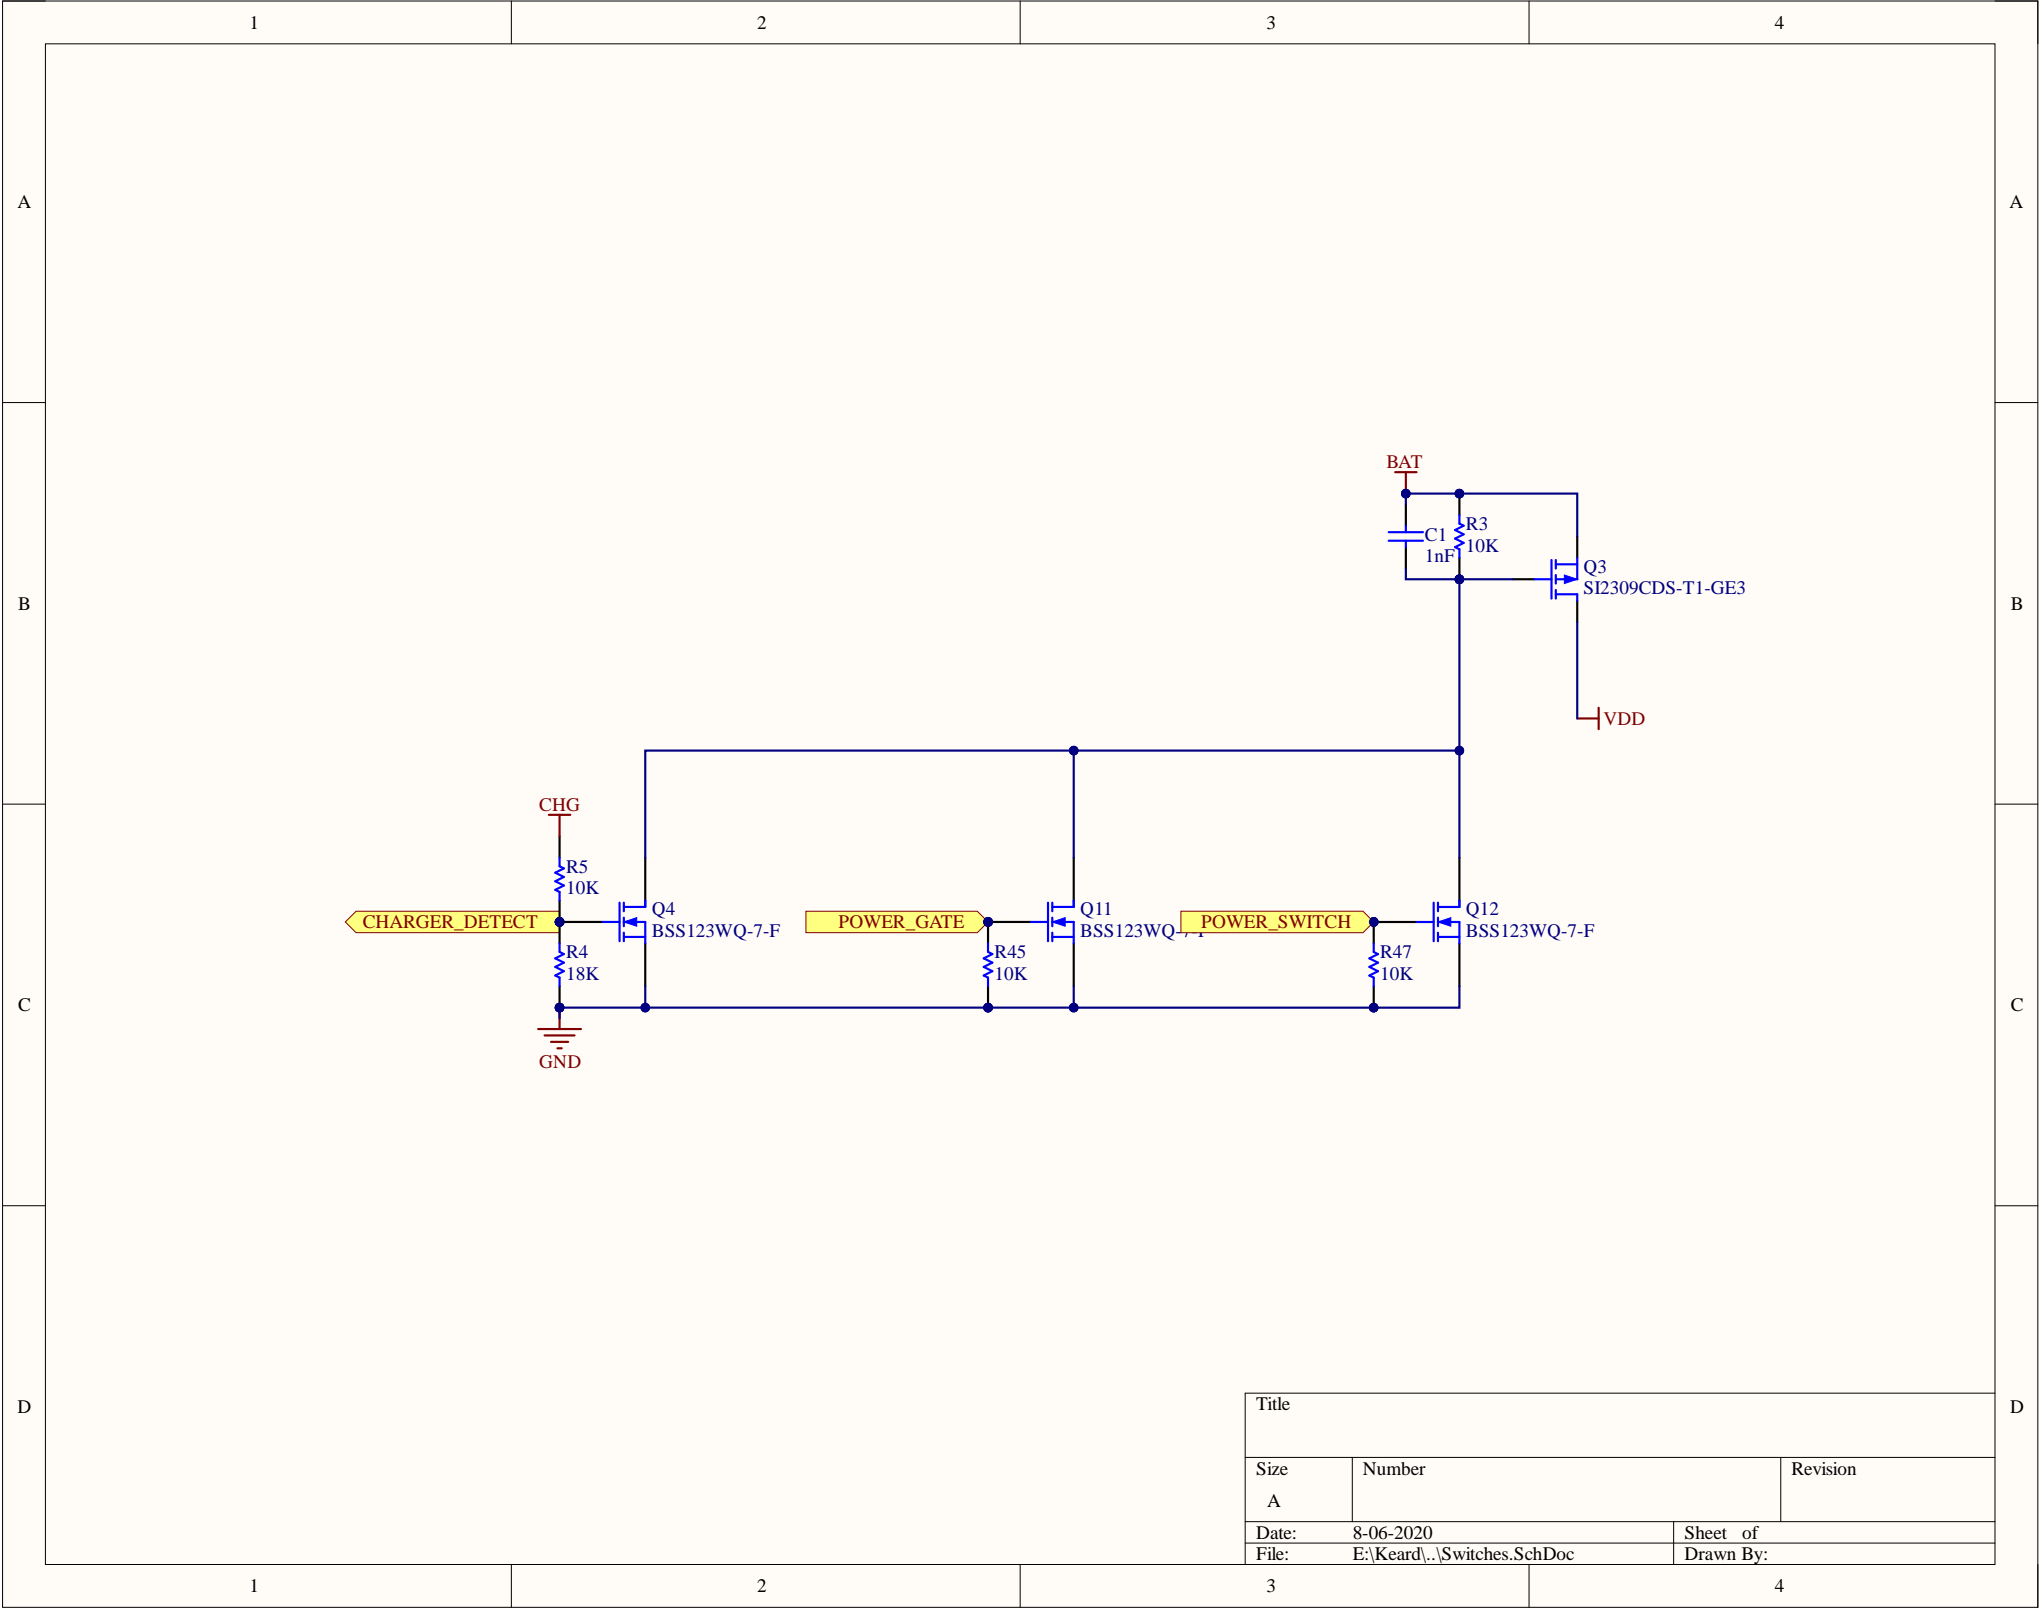 1 2 3 4
A A
BAT
R3
C1 10K
1nF
Q3
B SI2309CDS-T1-GE3 B
VDD
CHG
R5
10K
CHARGER_DETECT
Q4
BSS123WQ-7-F
R4
18K
POWER_GATE
Q11
BSS123WQ-7-F
R45
10K
POWER_SWITCH
Q12
BSS123WQ-7-F
R47
10K
C C
GND
D D
Title
Size Number Revision
A
Date: 8-06-2020 Sheet of
File: E:\Keard\..\Switches.SchDoc Drawn By:
1 2 3 4